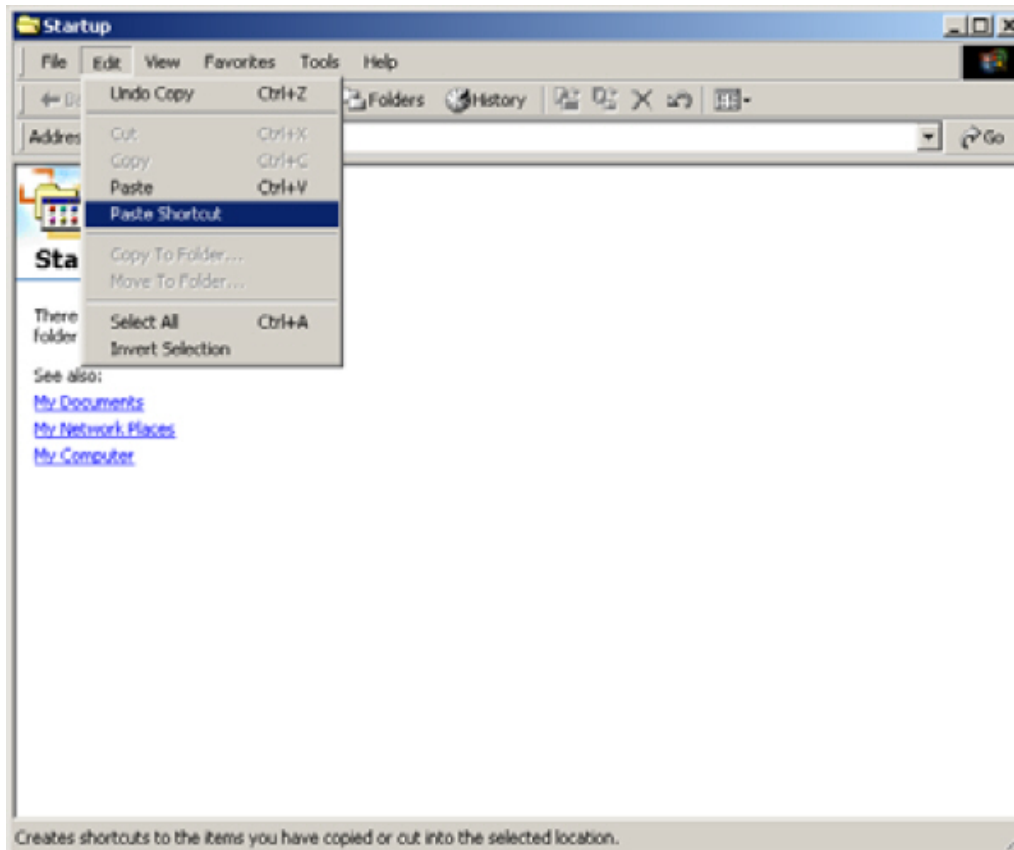 Startup
File Edit View Favorites Tools Help
Folders History
Addres Go
Undo Copy Ctrl+Z
Cut Ctrl+X
Copy Ctrl+C
Paste Ctrl+V
Paste Shortcut
Copy To Folder...
Move To Folder...
Select All Ctrl+A
Invert Selection
Sta
There
folder
See also:
My Documents
My Network Places
My Computer
Creates shortcuts to the items you have copied or cut into the selected location.